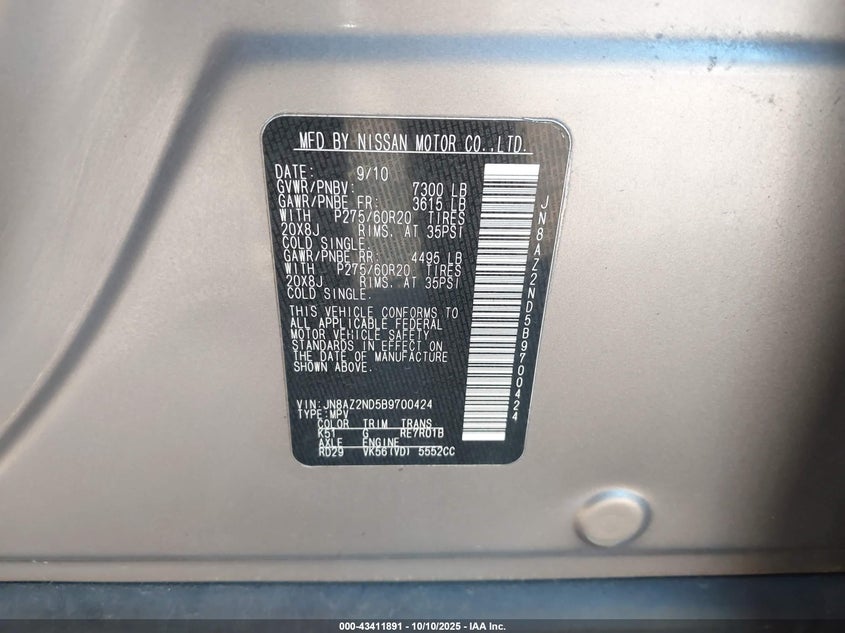 MFD BY NISSAN MOTOR CO.,LTD.
DATE: 9/10
GVWR/PNBV: 7300 LB
GAWR/PNBE FR: 3615 LB
WITH P275/60R20 TIRES
20X8J RIMS. AT 35PSI
COLD SINGLE.
GAWR/PNBE RR: 4495 LB
WITH P275/60R20 TIRES
20X8J RIMS. AT 35PSI
COLD SINGLE.
THIS VEHICLE CONFORMS TO
ALL APPLICABLE FEDERAL
MOTOR VEHICLE SAFETY
STANDARDS IN EFFECT ON
THE DATE OF MANUFACTURE
SHOWN ABOVE.
VIN: JN8AZ2ND5B9700424
TYPE: MPV
COLOR TRIM TRANS
K51 G RE7R01B
AXLE ENGINE
RD29 VK56(VD) 5552CC
JN8AZ2ND5B9700424
000-43411891 - 10/10/2025 - IAA Inc.